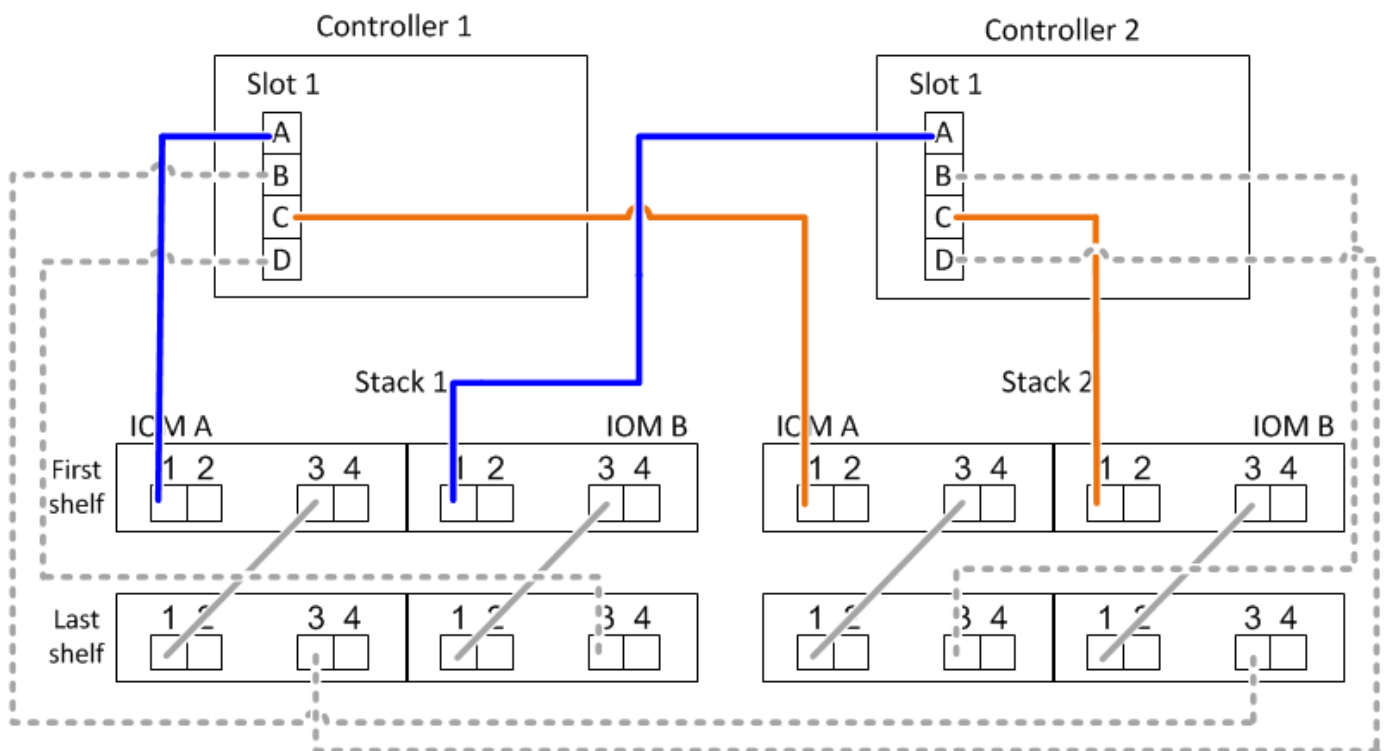 Controller 1
Controller 2
Slot 1
Slot 1
A
A
B
B
C
C
D
D
Stack 1
Stack 2
IOM A
IOM B
IOM A
IOM B
First shelf
1 2 3 4 1 2 3 4 1 2 3 4 1 2 3 4
Last shelf
1 2 3 4 1 2 3 4 1 2 3 4 1 2 3 4